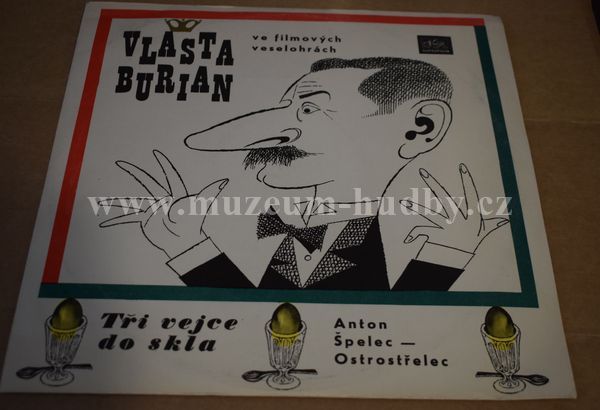 VLASTA
BURIAN
ve filmových
veselohrách
www.muzeum-hudby.cz
Tři vejce
do skla
Anton
Špelec —
Ostrostřelec